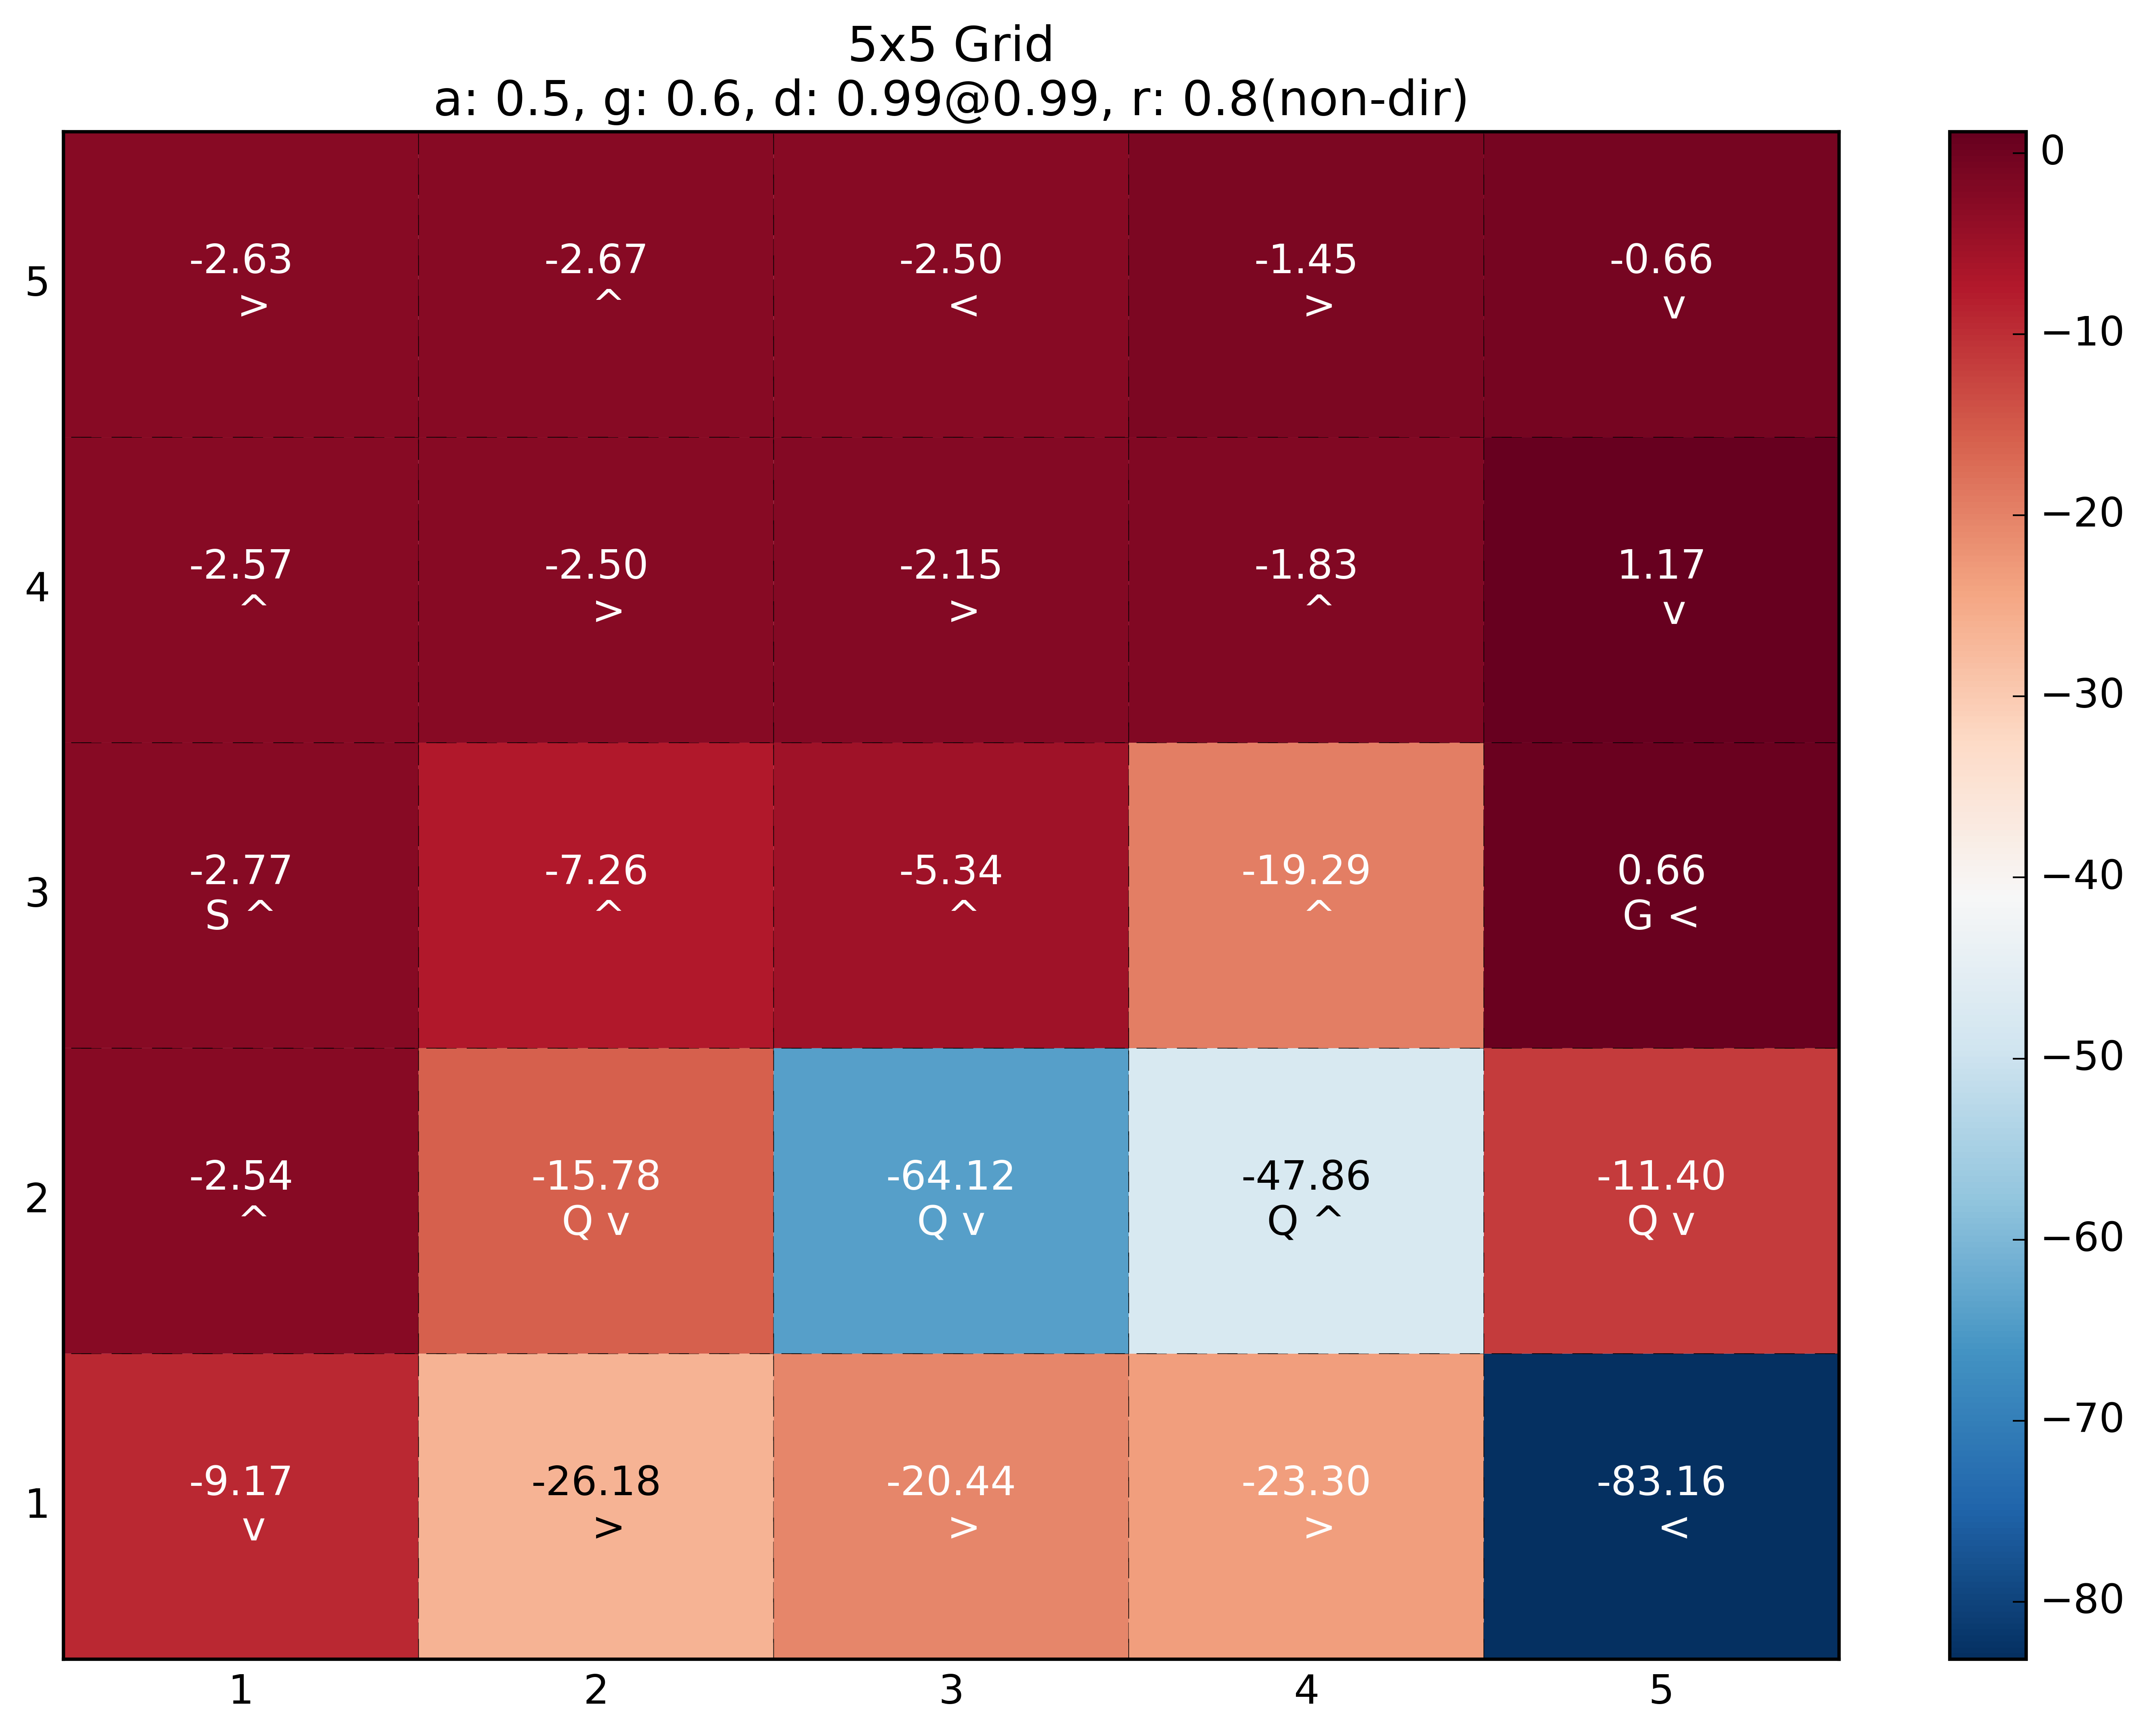 5x5 Grid
a: 0.5, g: 0.6, d: 0.99@0.99, r: 0.8(non-dir)
5
-2.63 -2.67 -2.50 -1.45 -0.66
> ^ < > v
4
-2.57 -2.50 -2.15 -1.83 1.17
^ > > ^ v
3
-2.77 -7.26 -5.34 -19.29 0.66
S ^ ^ ^ ^ G <
2
-2.54 -15.78 -64.12 -47.86 -11.40
^ Q v Q v Q ^ Q v
1
-9.17 -26.18 -20.44 -23.30 -83.16
v > > > <
1 2 3 4 5
0
−10
−20
−30
−40
−50
−60
−70
−80